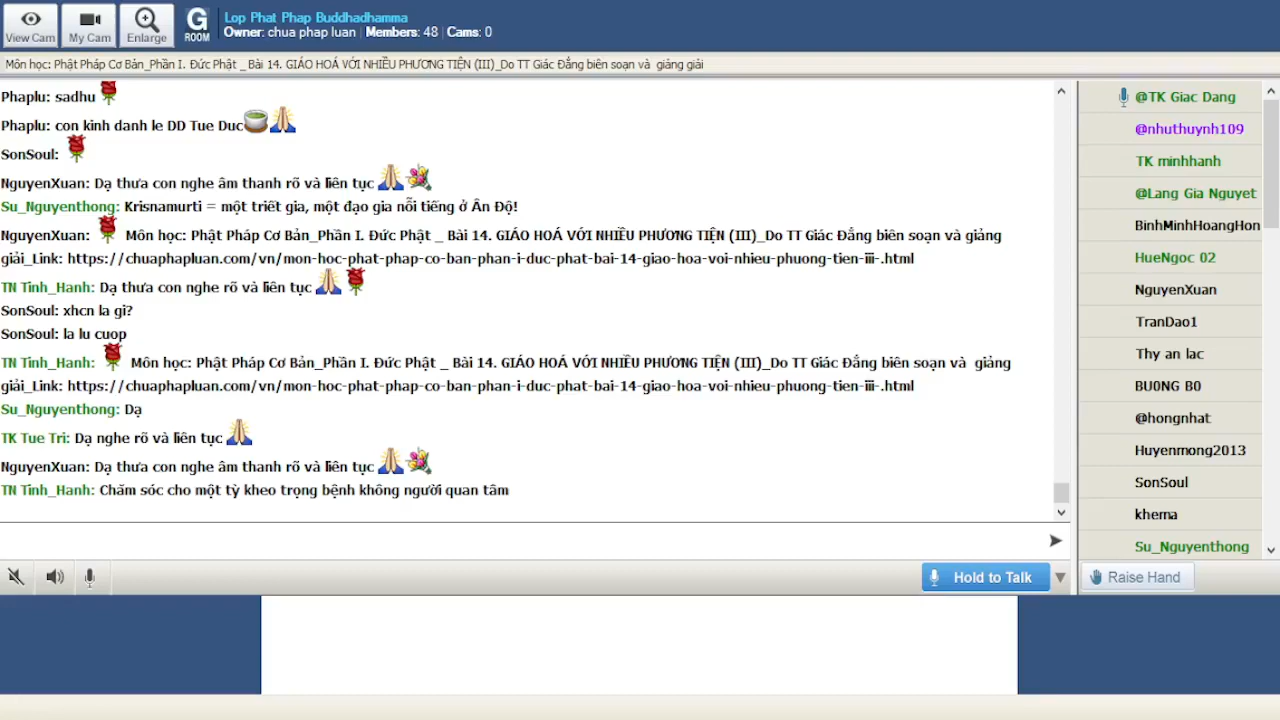 View Cam
My Cam
Enlarge
G
ROOM
Lop Phat Phap Buddhadhamma
Owner: chua phap luan | Members: 48 | Cams: 0
Môn học: Phật Pháp Cơ Bản_Phần I. Đức Phật _ Bài 14. GIÁO HOÁ VỚI NHIỀU PHƯƠNG TIỆN (III)_Do TT Giác Đẳng biên soạn và giảng giải
Phaplu: sadhu
Phaplu: con kinh danh le DD Tue Duc
SonSoul:
NguyenXuan: Dạ thưa con nghe âm thanh rõ và liên tục
Su_Nguyenthong: Krisnamurti = một triết gia, một đạo gia nỗi tiếng ở Ấn Độ!
NguyenXuan: Môn học: Phật Pháp Cơ Bản_Phần I. Đức Phật _ Bài 14. GIÁO HOÁ VỚI NHIỀU PHƯƠNG TIỆN (III)_Do TT Giác Đẳng biên soạn và giảng
giải_Link: https://chuaphapluan.com/vn/mon-hoc-phat-phap-co-ban-phan-i-duc-phat-bai-14-giao-hoa-voi-nhieu-phuong-tien-iii-.html
TN Tinh_Hanh: Dạ thưa con nghe rõ và liên tục
SonSoul: xhcn la gi?
SonSoul: la lu cuop
TN Tinh_Hanh: Môn học: Phật Pháp Cơ Bản_Phần I. Đức Phật _ Bài 14. GIÁO HOÁ VỚI NHIỀU PHƯƠNG TIỆN (III)_Do TT Giác Đẳng biên soạn và giảng
giải_Link: https://chuaphapluan.com/vn/mon-hoc-phat-phap-co-ban-phan-i-duc-phat-bai-14-giao-hoa-voi-nhieu-phuong-tien-iii-.html
Su_Nguyenthong: Dạ
TK Tue Tri: Dạ nghe rõ và liên tục
NguyenXuan: Dạ thưa con nghe âm thanh rõ và liên tục
TN Tinh_Hanh: Chăm sóc cho một tỳ kheo trọng bệnh không người quan tâm
@TK Giac Dang
@nhuthuynh109
TK minhhanh
@Lang Gia Nguyet
BinhMinhHoangHon
HueNgoc 02
NguyenXuan
TranDao1
Thy an lac
BU0NG B0
@hongnhat
Huyenmong2013
SonSoul
khema
Su_Nguyenthong
Hold to Talk
Raise Hand